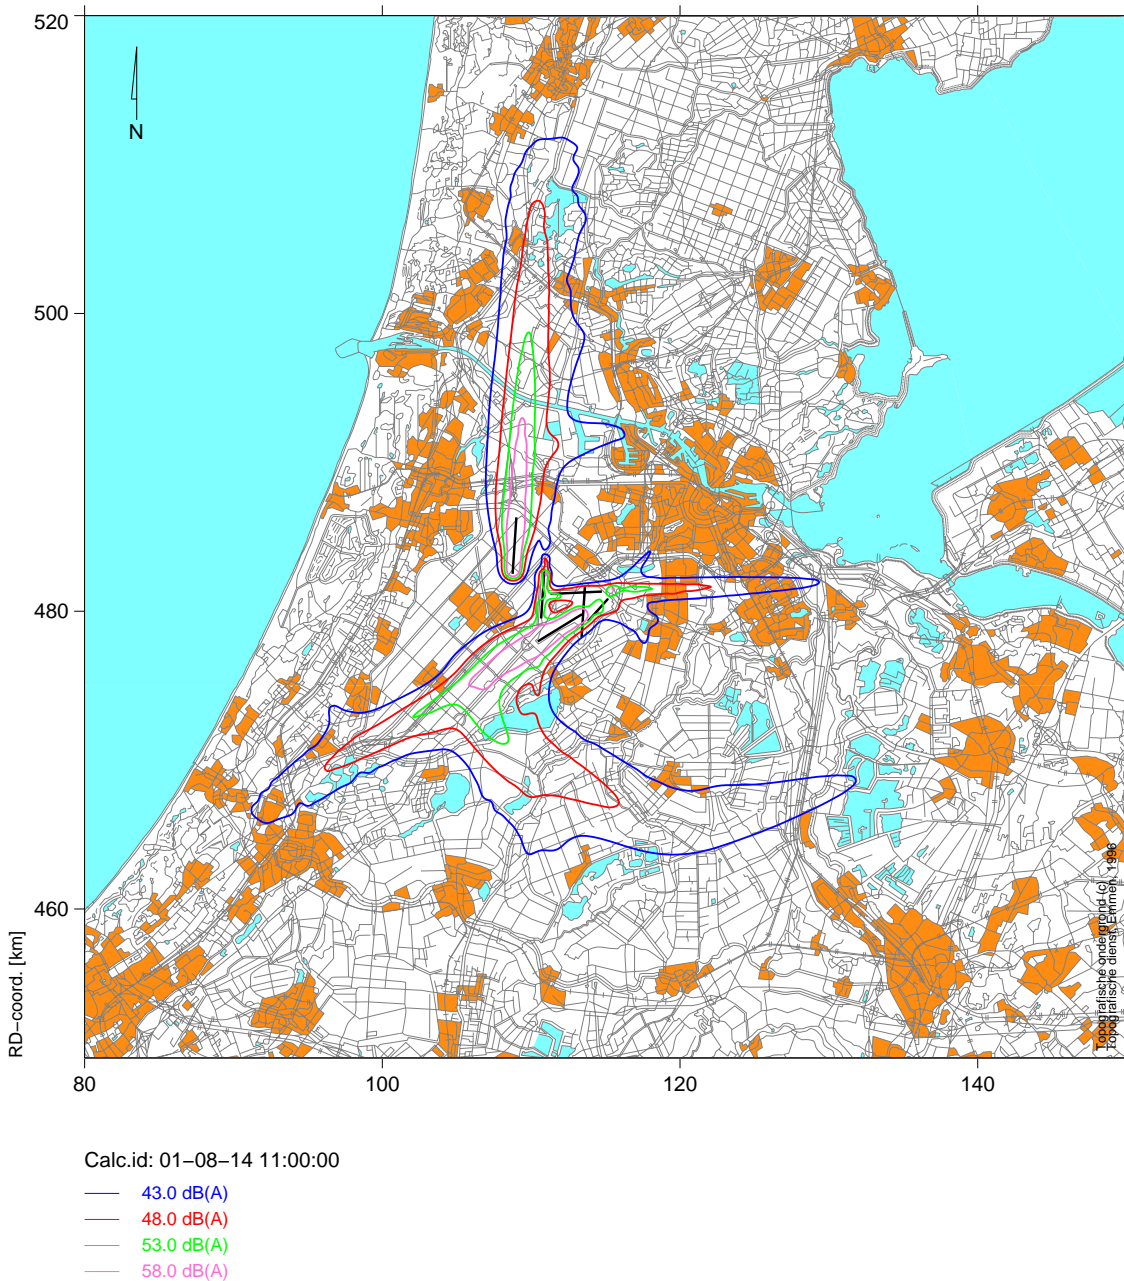 520
N
500
480
460
RD-coord. [km]
Topografische ondergrond (c)
Topografische dienst, Emmen, 1996
80 100 120 140
Calc.id: 01-08-14 11:00:00
43.0 dB(A)
48.0 dB(A)
53.0 dB(A)
58.0 dB(A)